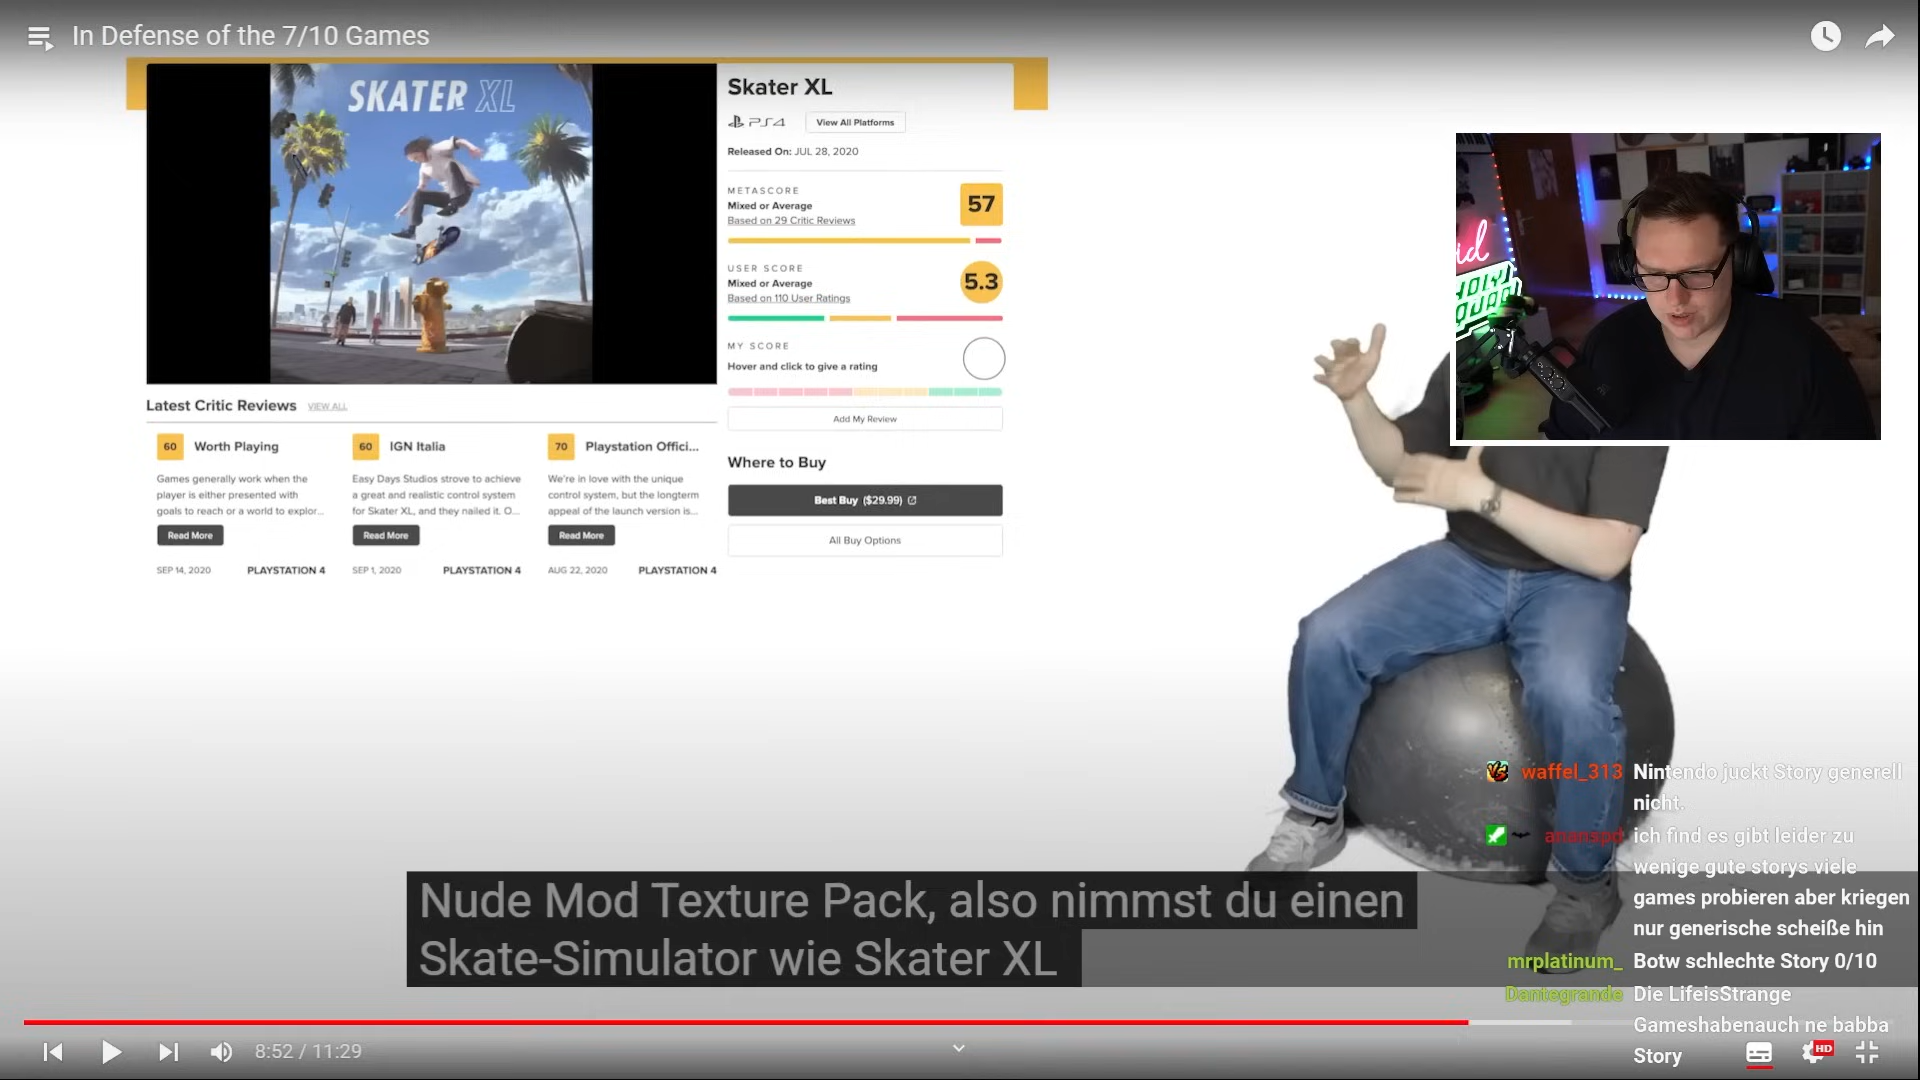 In Defense of the 7/10 Games
SKATER XL
Skater XL
PS4
View All Platforms
Released On: JUL 28, 2020
METASCORE
Mixed or Average
Based on 29 Critic Reviews
57
USER SCORE
Mixed or Average
Based on 110 User Ratings
5.3
MY SCORE
Hover and click to give a rating
Add My Review
Latest Critic Reviews VIEW ALL
60 Worth Playing
Games generally work when the
player is either presented with
goals to reach or a world to explor...
Read More
SEP 14, 2020 PLAYSTATION 4
60 IGN Italia
Easy Days Studios strove to achieve
a great and realistic control system
for Skater XL, and they nailed it. O...
Read More
SEP 1, 2020 PLAYSTATION 4
70 Playstation Offici...
We're in love with the unique
control system, but the longterm
appeal of the launch version is...
Read More
AUG 22, 2020 PLAYSTATION 4
Where to Buy
Best Buy ($29.99)
All Buy Options
waffel_313 Nintendo juckt Story generell
nicht.
ananspd ich find es gibt leider zu
wenige gute storys viele
games probieren aber kriegen
nur generische scheiße hin
mrplatinum_ Botw schlechte Story 0/10
Dantegrande Die LifeisStrange
Gameshabenauch ne babba
Story
Nude Mod Texture Pack, also nimmst du einen
Skate-Simulator wie Skater XL
8:52 / 11:29
HD